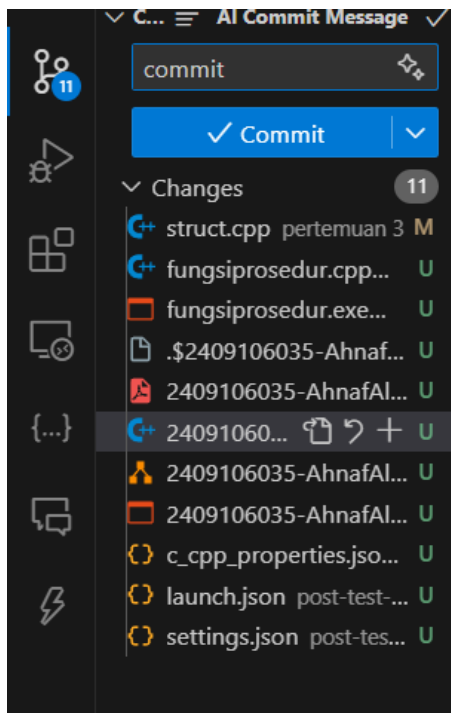 C... AI Commit Message
commit
11
Commit
Changes 11
struct.cpp pertemuan 3 M
fungsiprosedur.cpp... U
fungsiprosedur.exe... U
.$2409106035-Ahnaf... U
2409106035-AhnafAl... U
24091060... U
2409106035-AhnafAl... U
2409106035-AhnafAl... U
{...}
c_cpp_properties.jso... U
launch.json post-test-... U
settings.json post-tes... U